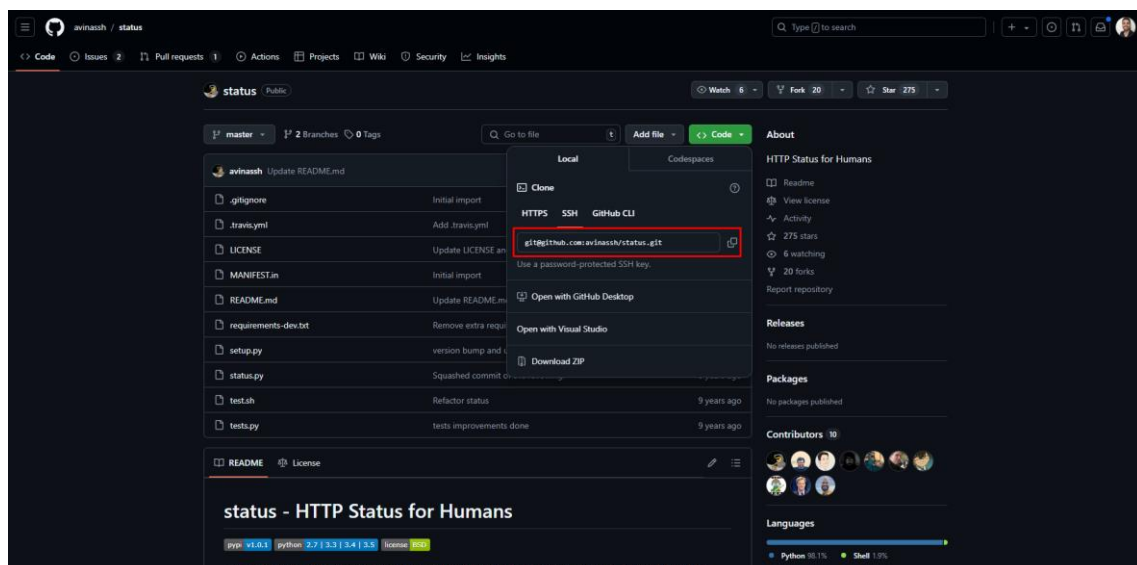 avinassh / status
Type / to search
Code Issues 2 Pull requests 1 Actions Projects Wiki Security Insights
status Public
Watch 6 Fork 20 Star 275
master 2 Branches 0 Tags Go to file t Add file Code
Local Codespaces
avinassh Update README.md
Clone
.gitignore Initial import
HTTPS SSH GitHub CLI
.travis.yml Add .travis.yml
git@github.com:avinassh/status.git
LICENSE Update LICENSE an
Use a password-protected SSH key.
MANIFEST.in Initial import
README.md Update README.m
Open with GitHub Desktop
requirements-dev.txt Remove extra requi
Open with Visual Studio
setup.py version bump and
Download ZIP
status.py Squashed commit
test.sh Refactor status 9 years ago
tests.py tests improvements done 9 years ago
README License
status - HTTP Status for Humans
pypi v1.0.1 python 2.7 | 3.3 | 3.4 | 3.5 license BSD
About
HTTP Status for Humans
Readme
View license
Activity
275 stars
6 watching
20 forks
Report repository
Releases
No releases published
Packages
No packages published
Contributors 10
Languages
Python 98.1% Shell 1.9%